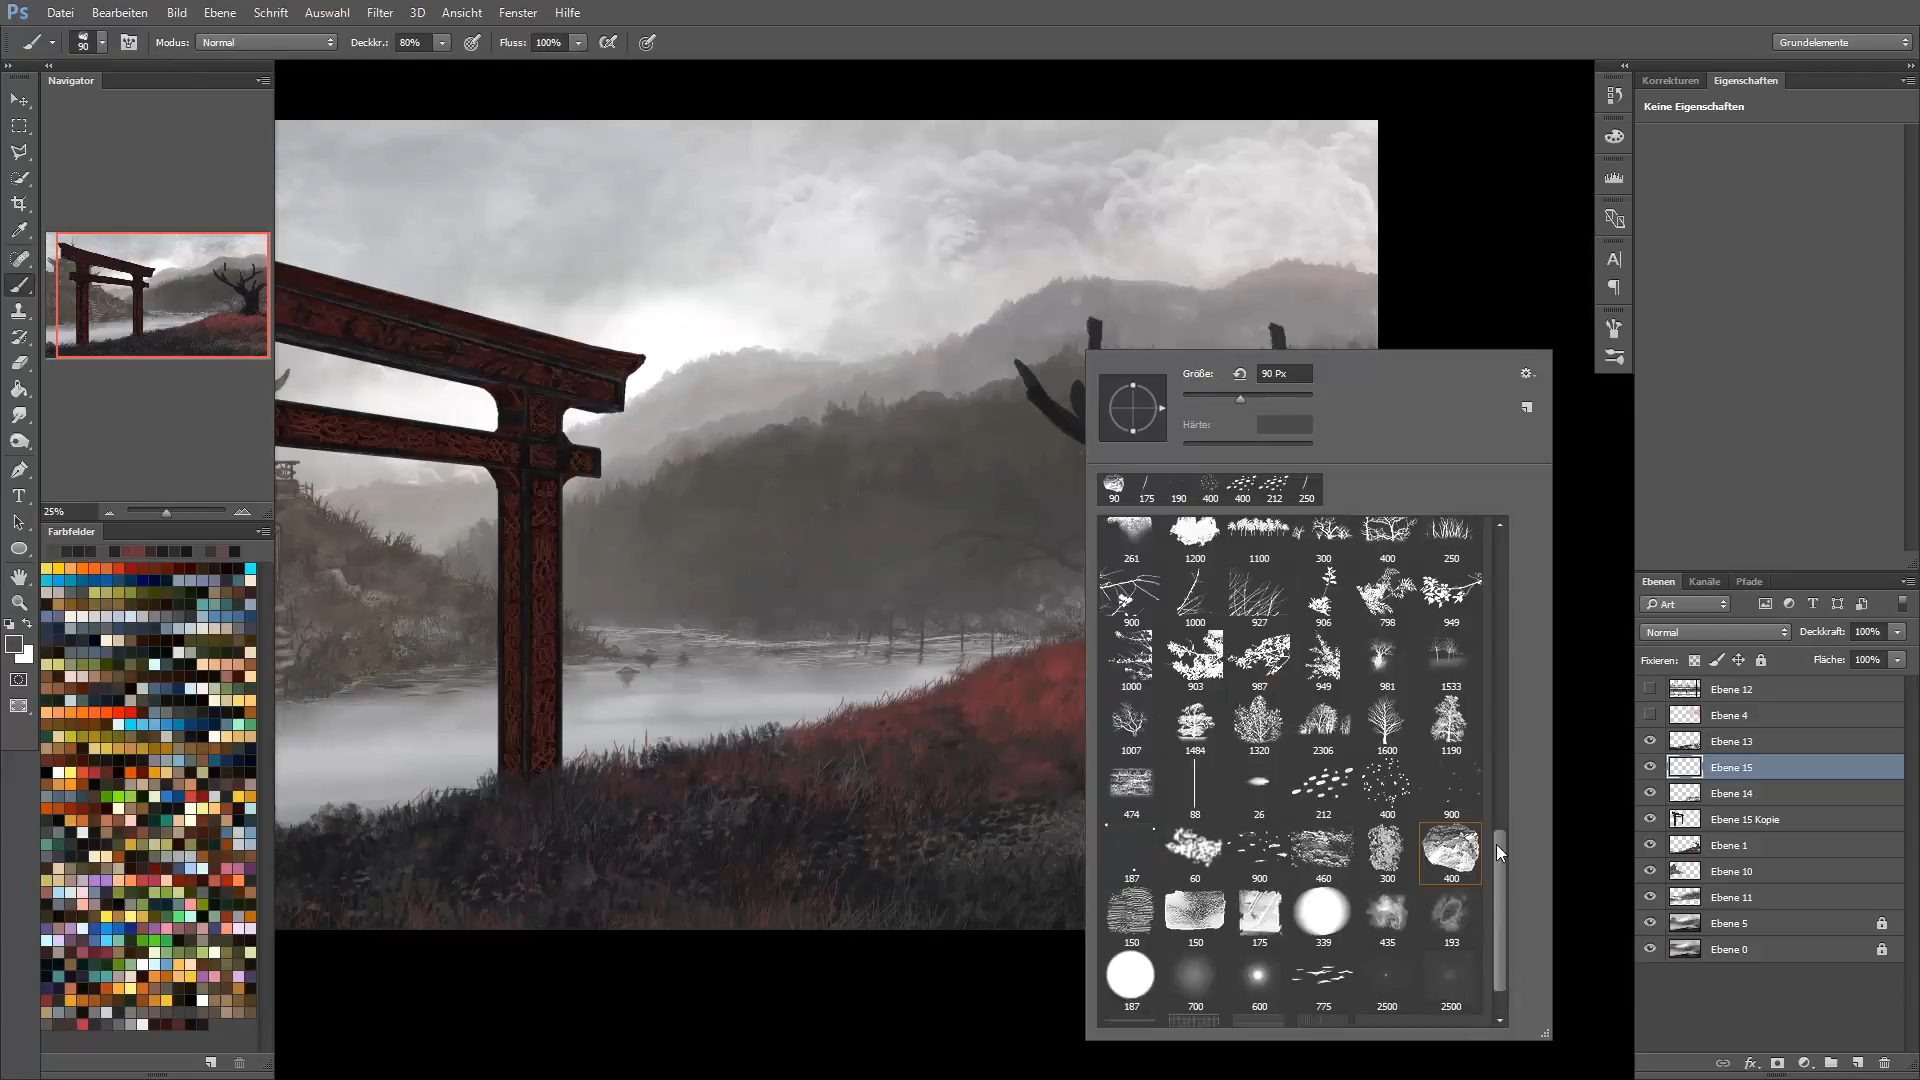 Ps Datei Bearbeiten Bild Ebene Schrift Auswahl Filter 3D Ansicht Fenster Hilfe
90 Modus: Normal Deckkr.: 80% Fluss: 100% Grundelemente
Navigator
25%
Farbfelder
Korrekturen Eigenschaften
Keine Eigenschaften
Größe: 90 Px
Härte:
90 175 190 400 400 212 250
261 1200 1100 300 400 250
900 1000 927 906 798 949
1000 903 987 949 981 1533
1007 1484 1320 2306 1600 1190
474 88 26 212 400 900
187 60 900 460 300 400
150 150 175 339 435 193
187 700 600 775 2500 2500
Ebenen Kanäle Pfade
Art
Normal Deckkraft: 100%
Fixieren: Fläche: 100%
Ebene 12
Ebene 4
Ebene 13
Ebene 15
Ebene 14
Ebene 15 Kopie
Ebene 1
Ebene 10
Ebene 11
Ebene 5
Ebene 0